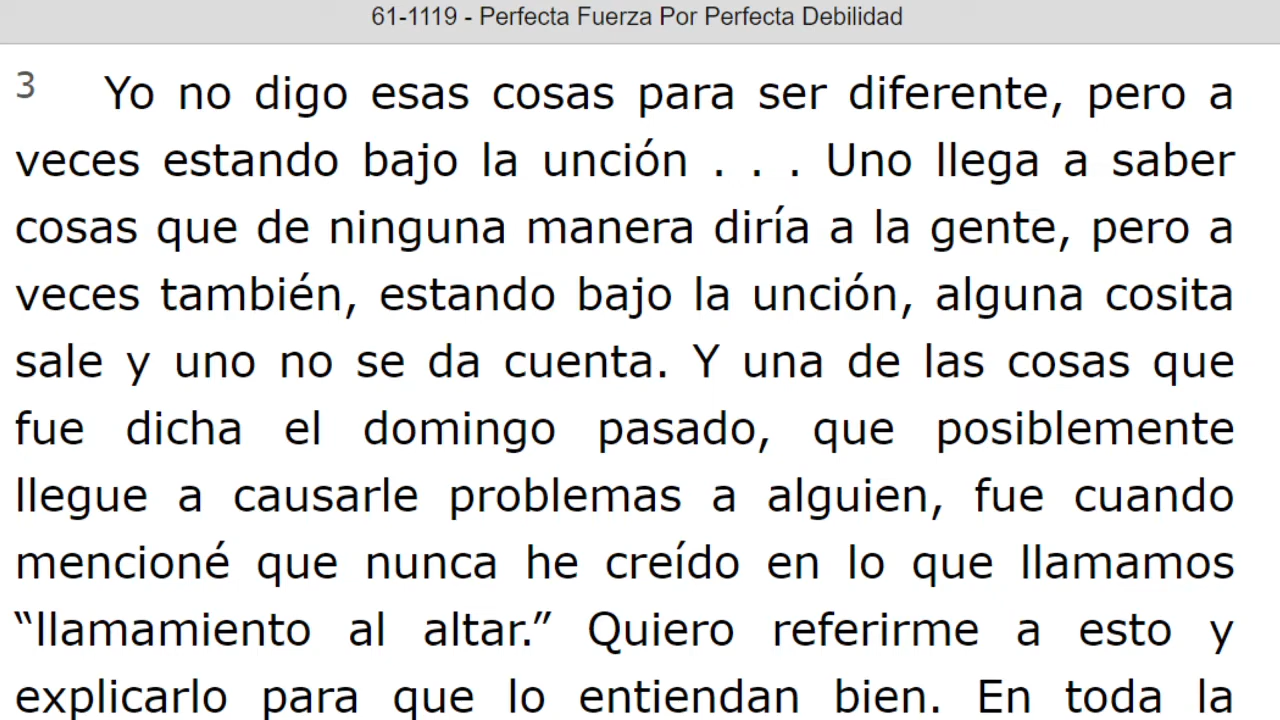 61-1119 - Perfecta Fuerza Por Perfecta Debilidad
3 Yo no digo esas cosas para ser diferente, pero a
veces estando bajo la unción . . . Uno llega a saber
cosas que de ninguna manera diría a la gente, pero a
veces también, estando bajo la unción, alguna cosita
sale y uno no se da cuenta. Y una de las cosas que
fue dicha el domingo pasado, que posiblemente
llegue a causarle problemas a alguien, fue cuando
mencioné que nunca he creído en lo que llamamos
“llamamiento al altar.” Quiero referirme a esto y
explicarlo para que lo entiendan bien. En toda la